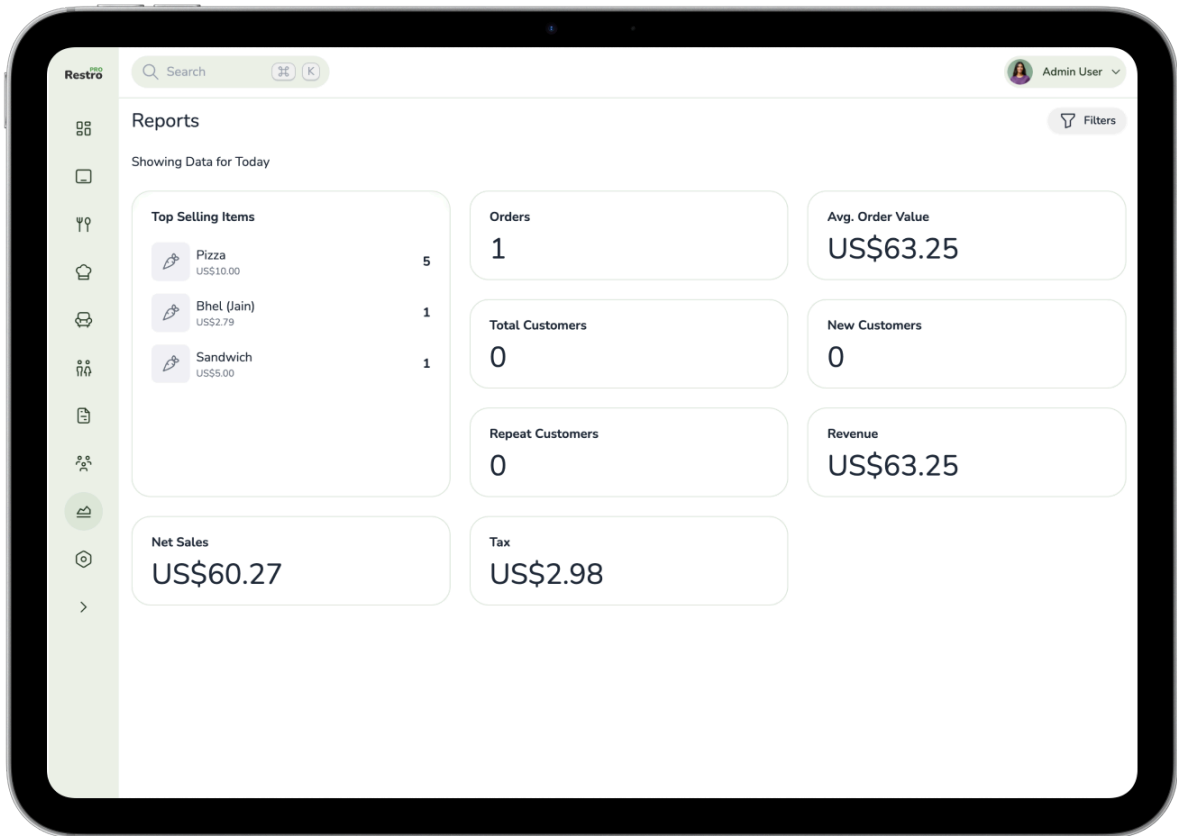 Restro PRO
Search ⌘ K
Admin User
Reports
Filters
Showing Data for Today
Top Selling Items
Pizza
US$10.00
5
Bhel (Jain)
US$2.79
1
Sandwich
US$5.00
1
Orders
1
Avg. Order Value
US$63.25
Total Customers
0
New Customers
0
Repeat Customers
0
Revenue
US$63.25
Net Sales
US$60.27
Tax
US$2.98